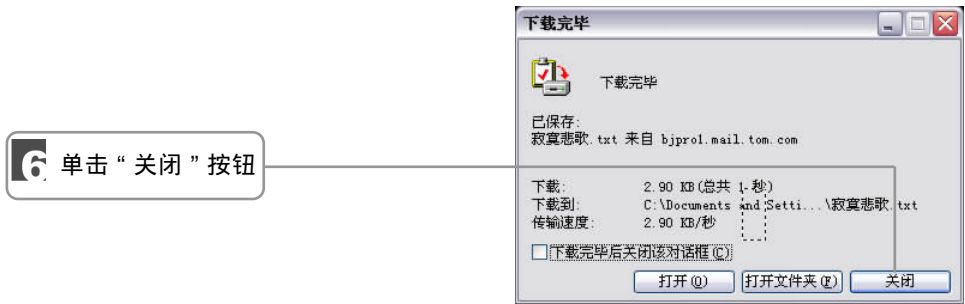 下载完毕
下载完毕
已保存:
寂寞悲歌.txt 来自 bjpro1.mail.tom.com
6 单击“关闭”按钮
下载: 2.90 KB(总共 1 秒)
下载到: C:\Documents and Setti...\寂寞悲歌.txt
传输速度: 2.90 KB/秒
下载完毕后关闭该对话框(C)
打开(O) 打开文件夹(F) 关闭